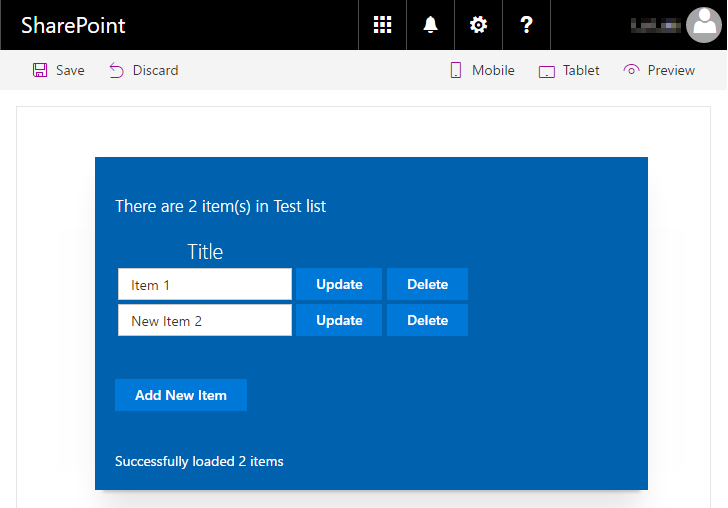 SharePoint ?
Save Discard Mobile Tablet Preview
There are 2 item(s) in Test list
Title
Item 1 Update Delete
New Item 2 Update Delete
Add New Item
Successfully loaded 2 items